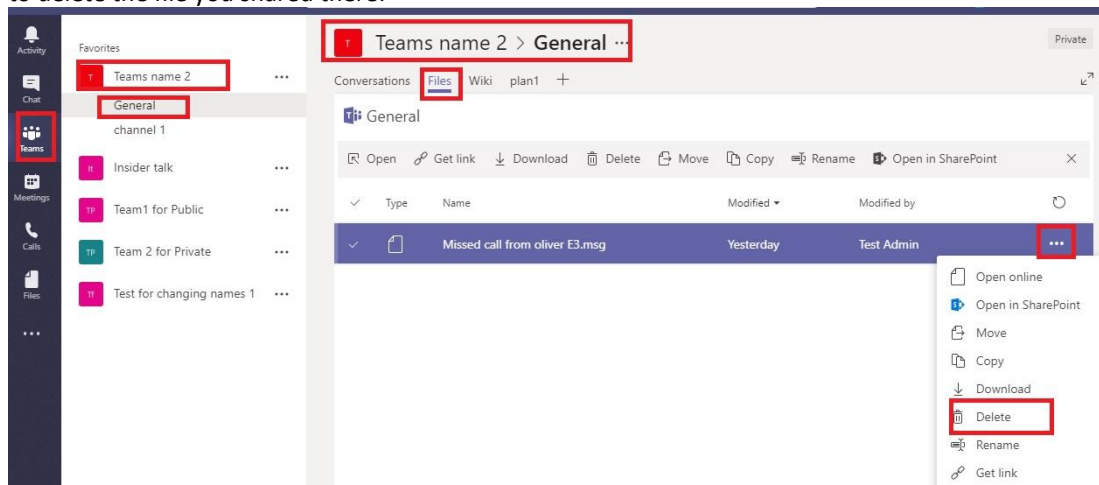 to delete the file you shared there.
Activity
Chat
Teams
Meetings
Calls
Files
Favorites
T Teams name 2 ...
General
channel 1
It Insider talk ...
TP Team1 for Public ...
TP Team 2 for Private ...
Tf Test for changing names 1 ...
T Teams name 2 > General ...
Private
Conversations Files Wiki plan1 +
General
Open Get link Download Delete Move Copy Rename Open in SharePoint
Type Name Modified Modified by
Missed call from oliver E3.msg Yesterday Test Admin ...
Open online
Open in SharePoint
Move
Copy
Download
Delete
Rename
Get link